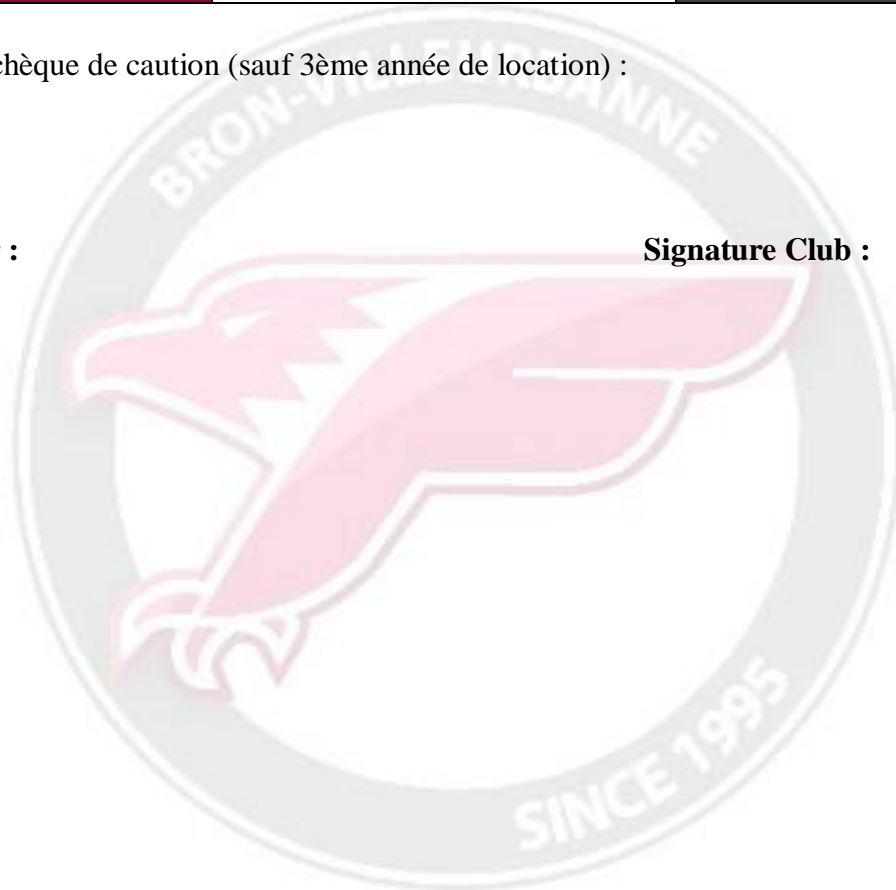 chèque de caution (sauf 3ème année de location) :
BRON-VILLEURBANNE
: Signature Club :
SINCE 1995